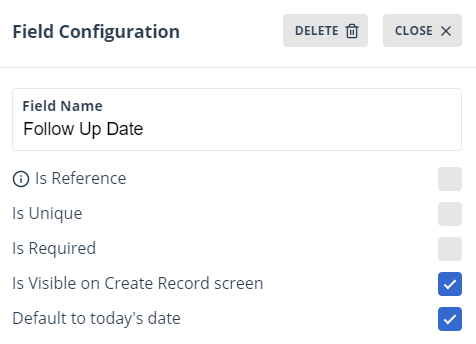 Field Configuration
DELETE
CLOSE
Field Name
Follow Up Date
Is Reference
Is Unique
Is Required
Is Visible on Create Record screen
Default to today's date